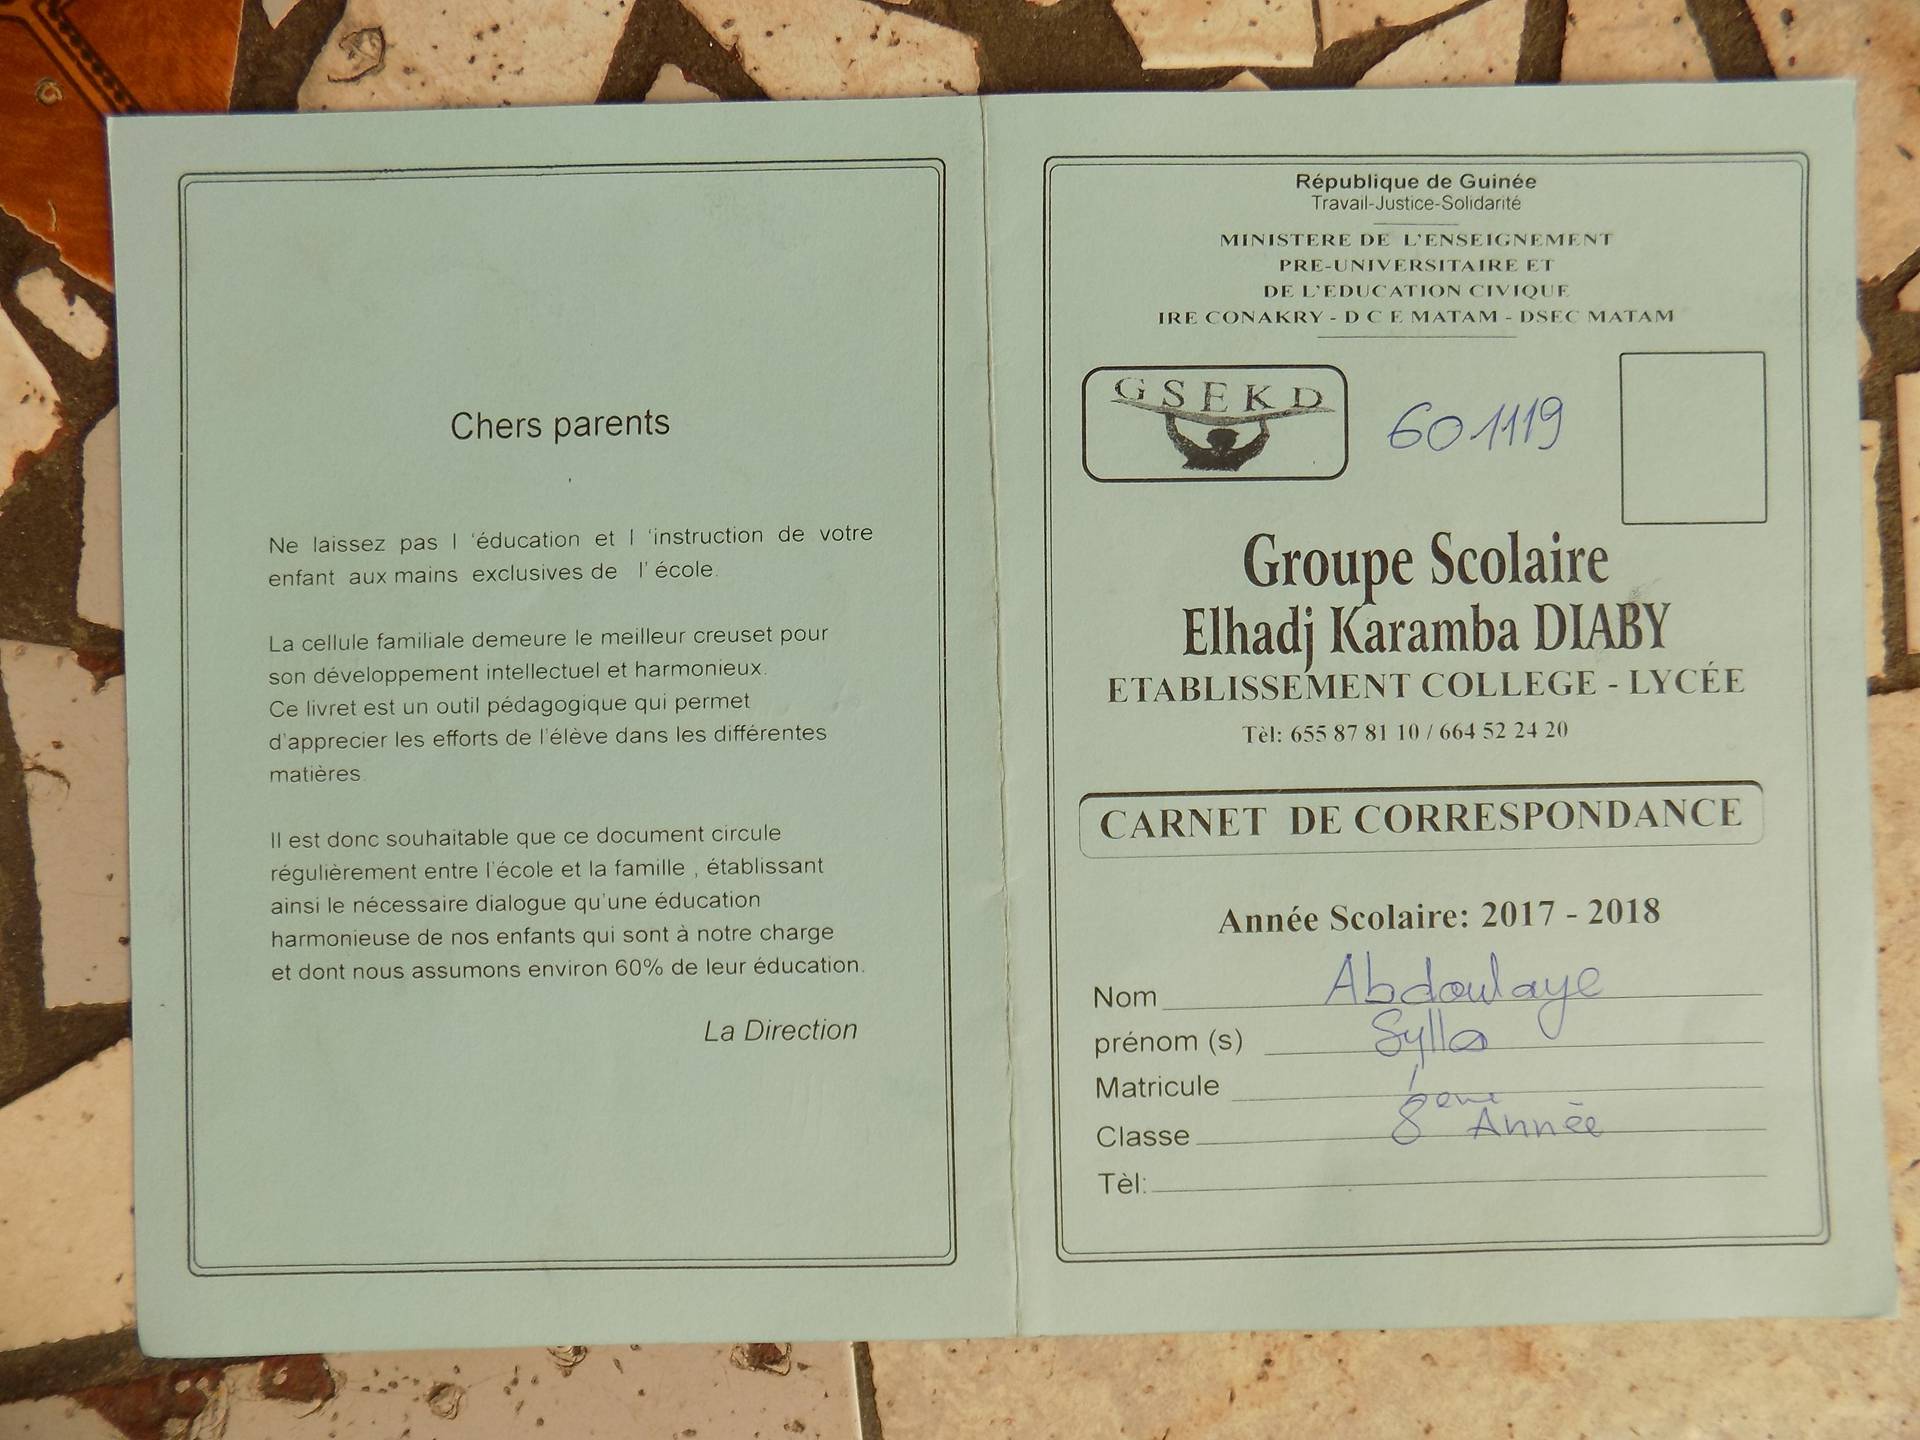 Chers parents
Ne laissez pas l 'éducation et l 'instruction de votre
enfant aux mains exclusives de l' école.
La cellule familiale demeure le meilleur creuset pour
son développement intellectuel et harmonieux.
Ce livret est un outil pédagogique qui permet
d'apprecier les efforts de l'élève dans les différentes
matières.
Il est donc souhaitable que ce document circule
régulièrement entre l'école et la famille , établissant
ainsi le nécessaire dialogue qu'une éducation
harmonieuse de nos enfants qui sont à notre charge
et dont nous assumons environ 60% de leur éducation.
La Direction
République de Guinée
Travail-Justice-Solidarité
MINISTERE DE L'ENSEIGNEMENT
PRE-UNIVERSITAIRE ET
DE L'EDUCATION CIVIQUE
IRE CONAKRY - D C E MATAM - DSEC MATAM
GSEKD
601119
Groupe Scolaire
Elhadj Karamba DIABY
ETABLISSEMENT COLLEGE - LYCÉE
Tèl: 655 87 81 10 / 664 52 24 20
CARNET DE CORRESPONDANCE
Année Scolaire: 2017 - 2018
Nom Abdoulaye
prénom (s) Sylla
Matricule
Classe 8ème Année
Tèl: